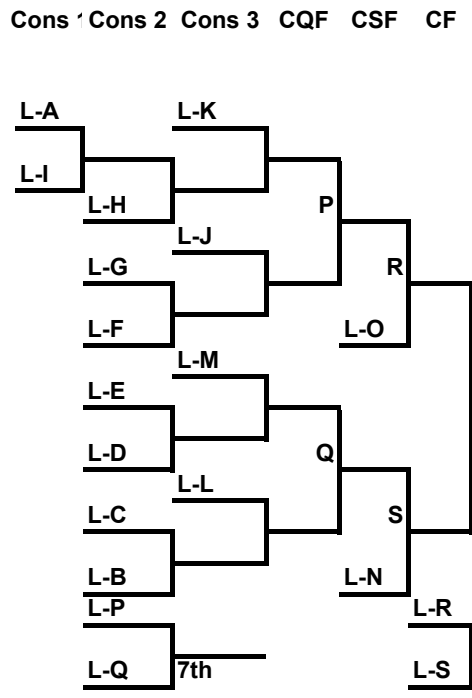 Cons 1 Cons 2 Cons 3 CQF CSF CF
L-A L-K
L-I
L-H P
L-J
L-G R
L-F L-O
L-M
L-E
L-D Q
L-L
L-C S
L-B L-N
L-P L-R
L-Q 7th L-S